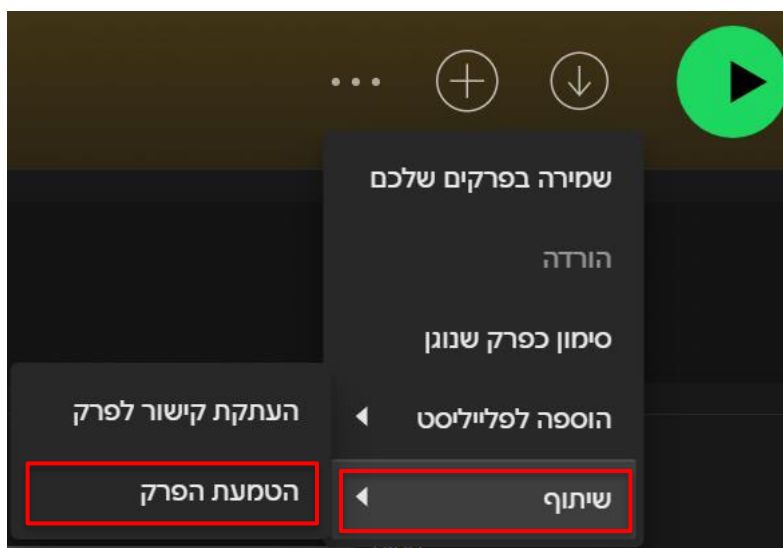 שמירה בפרקים שלכם
הורדה
סימון כפרק שנוגן
הוספה לפלייליסט
שיתוף
העתקת קישור לפרק
הטמעת הפרק